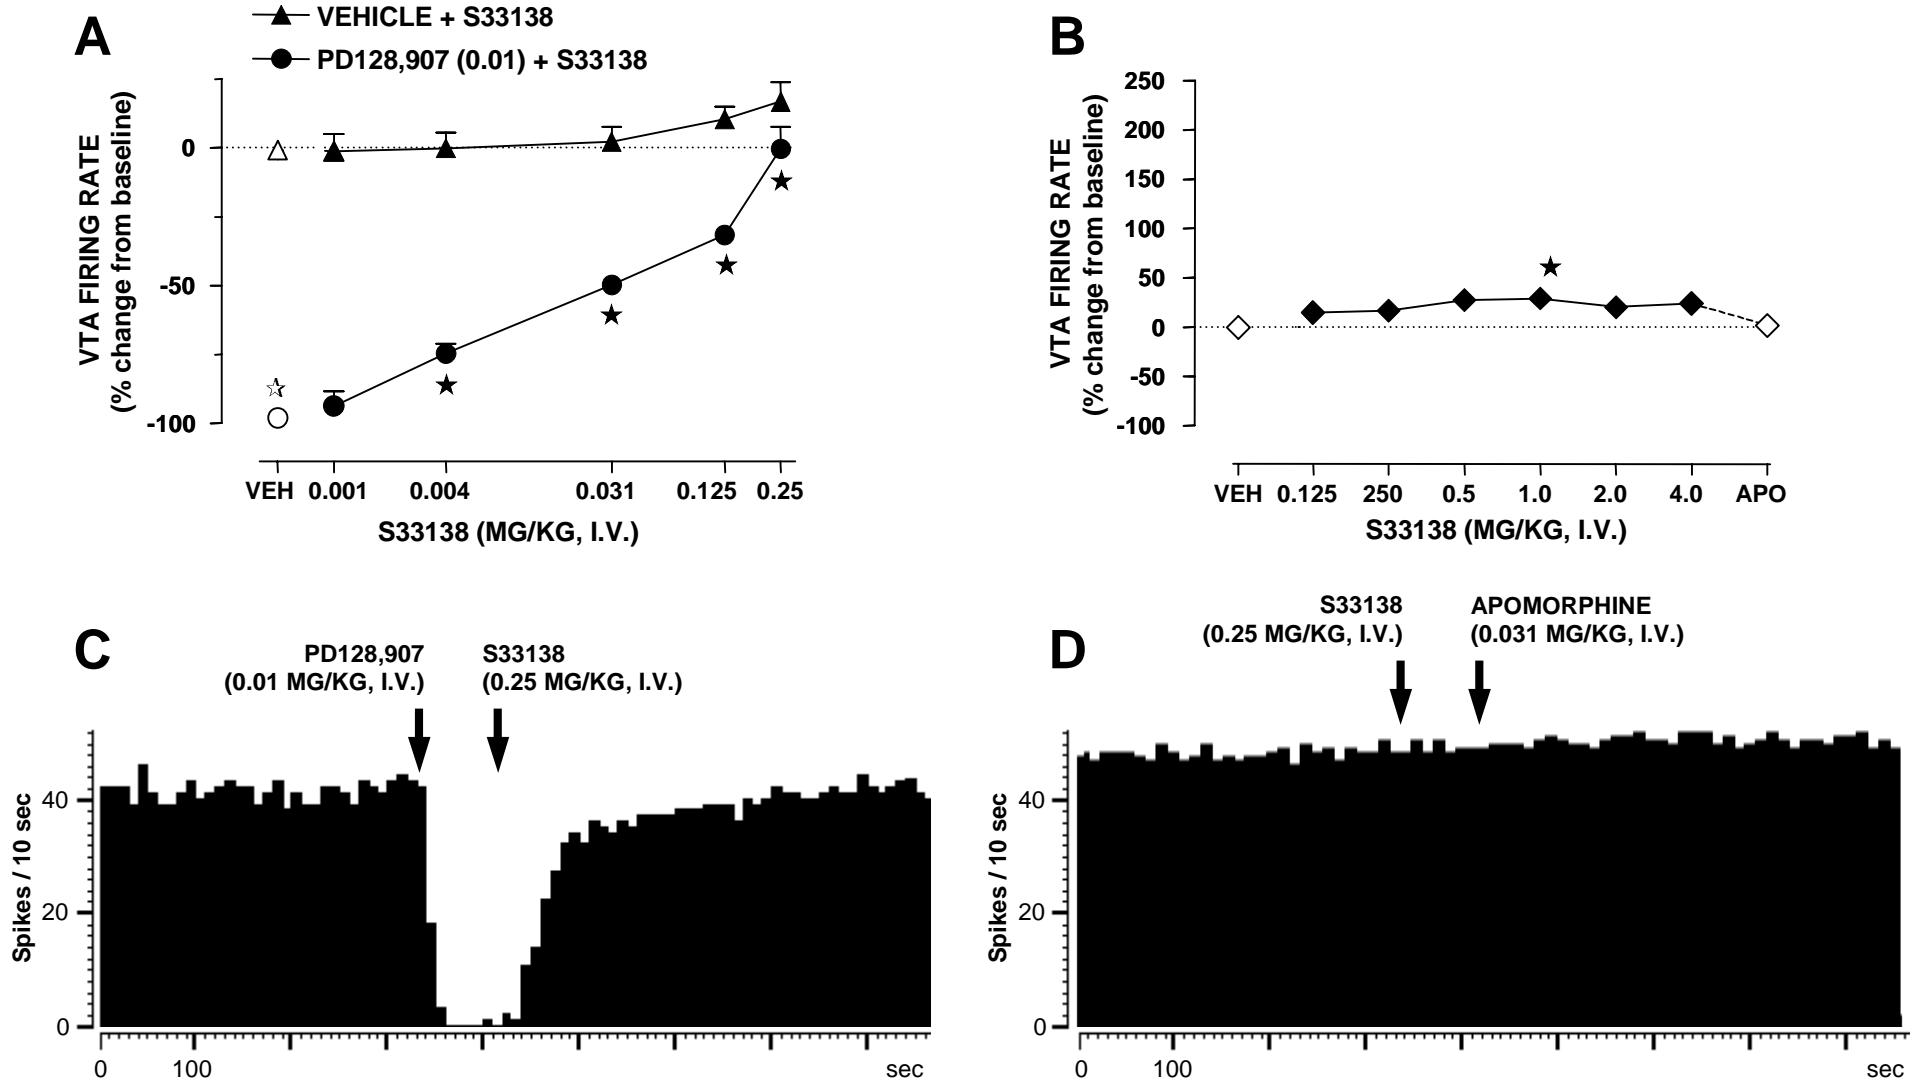 A
VEHICLE + S33138
PD128,907 (0.01) + S33138
VTA FIRING RATE
(% change from baseline)
0
-50
-100
VEH 0.001 0.004 0.031 0.125 0.25
S33138 (MG/KG, I.V.)
B
VTA FIRING RATE
(% change from baseline)
250
200
150
100
50
0
-50
-100
VEH 0.125 250 0.5 1.0 2.0 4.0 APO
S33138 (MG/KG, I.V.)
C
PD128,907
(0.01 MG/KG, I.V.)
S33138
(0.25 MG/KG, I.V.)
Spikes / 10 sec
40
20
0
0 100 sec
D
S33138
(0.25 MG/KG, I.V.)
APOMORPHINE
(0.031 MG/KG, I.V.)
Spikes / 10 sec
40
20
0
0 100 sec